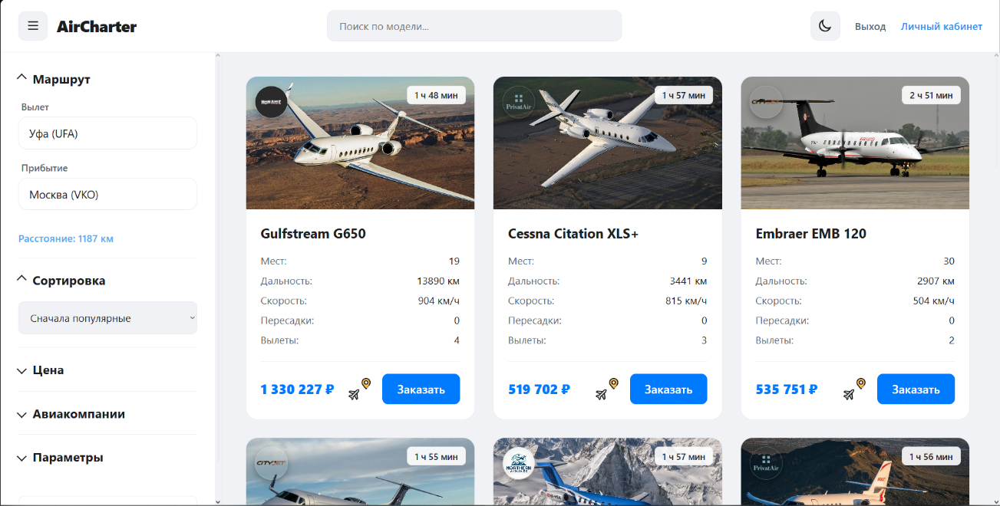 AirCharter
Поиск по модели...
Выход
Личный кабинет
Маршрут
Вылет
Уфа (UFA)
Прибытие
Москва (VKO)
Расстояние: 1187 км
Сортировка
Сначала популярные
Цена
Авиакомпании
Параметры
NONAME
1 ч 48 мин
Gulfstream G650
Мест: 19
Дальность: 13890 км
Скорость: 904 км/ч
Пересадки: 0
Вылеты: 4
1 330 227 ₽
Заказать
PrivatAir
1 ч 57 мин
Cessna Citation XLS+
Мест: 9
Дальность: 3441 км
Скорость: 815 км/ч
Пересадки: 0
Вылеты: 3
519 702 ₽
Заказать
CITYJET
2 ч 51 мин
Embraer EMB 120
Мест: 30
Дальность: 2907 км
Скорость: 504 км/ч
Пересадки: 0
Вылеты: 2
535 751 ₽
Заказать
CITYJET
1 ч 55 мин
NORTHERN
1 ч 57 мин
PrivatAir
1 ч 56 мин